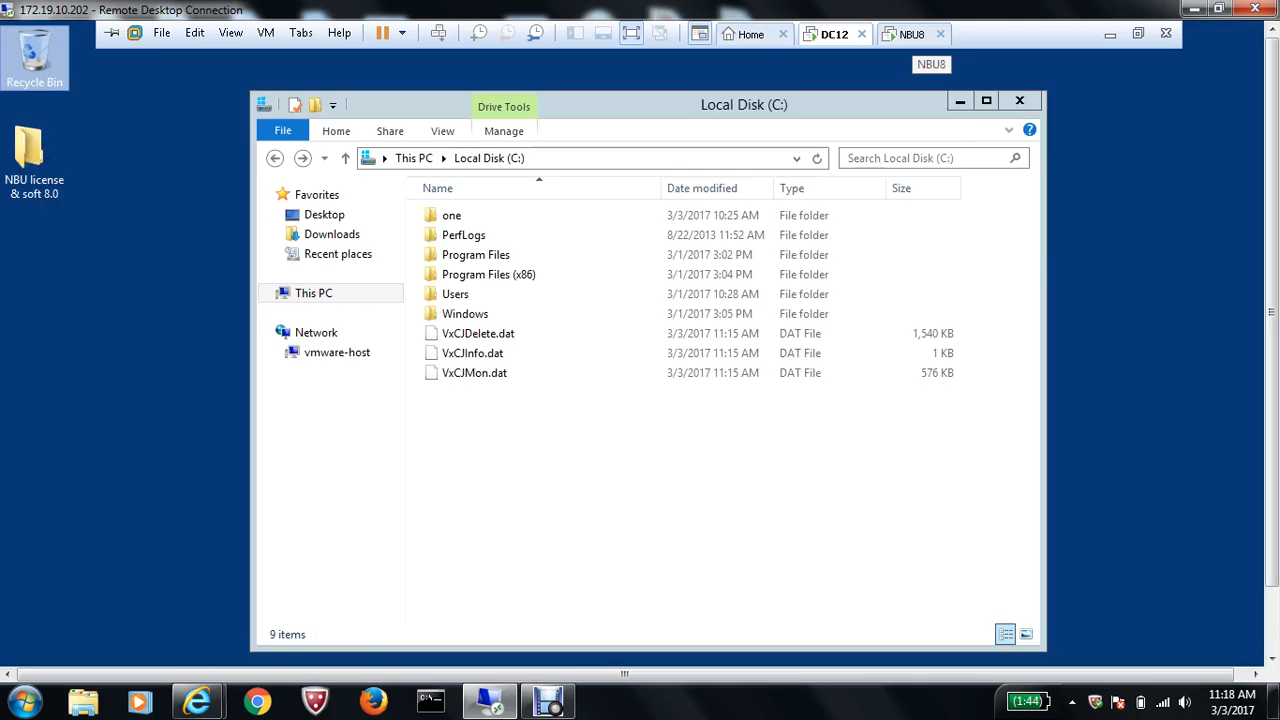 172.19.10.202 - Remote Desktop Connection
File Edit View VM Tabs Help Home DC12 NBU8
NBU8
Recycle Bin
NBU license
& soft 8.0
Drive Tools Local Disk (C:)
File Home Share View Manage
This PC Local Disk (C:) Search Local Disk (C:)
Name Date modified Type Size
Favorites
Desktop
Downloads
Recent places
This PC
Network
vmware-host
one 3/3/2017 10:25 AM File folder
PerfLogs 8/22/2013 11:52 AM File folder
Program Files 3/1/2017 3:02 PM File folder
Program Files (x86) 3/1/2017 3:04 PM File folder
Users 3/1/2017 10:28 AM File folder
Windows 3/1/2017 3:05 PM File folder
VxCJDelete.dat 3/3/2017 11:15 AM DAT File 1,540 KB
VxCJInfo.dat 3/3/2017 11:15 AM DAT File 1 KB
VxCJMon.dat 3/3/2017 11:15 AM DAT File 576 KB
9 items
(1:44) 11:18 AM
3/3/2017